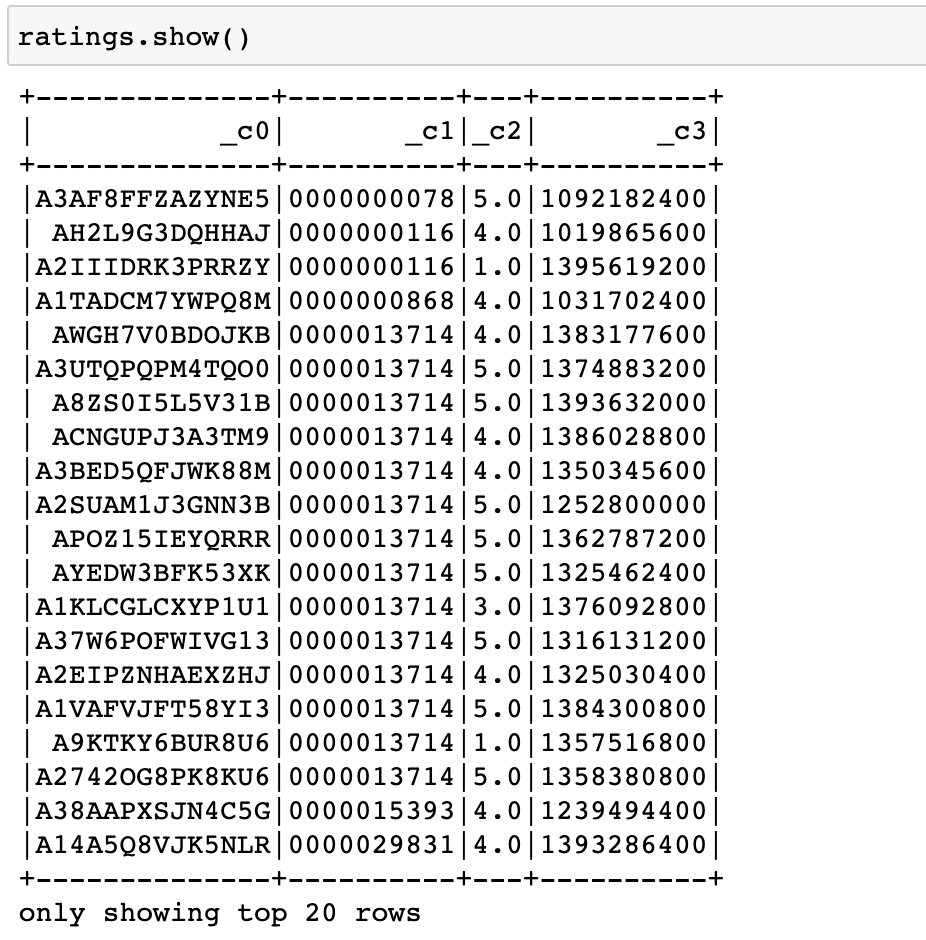 ratings.show()
+--------------+----------+---+----------+
|           _c0|       _c1|_c2|       _c3|
+--------------+----------+---+----------+
|A3AF8FFZAZYNE5|0000000078|5.0|1092182400|
| AH2L9G3DQHHAJ|0000000116|4.0|1019865600|
|A2IIIDRK3PRRZY|0000000116|1.0|1395619200|
|A1TADCM7YWPQ8M|0000000868|4.0|1031702400|
| AWGH7V0BDOJKB|0000013714|4.0|1383177600|
|A3UTQPQPM4TQO0|0000013714|5.0|1374883200|
| A8ZS0I5L5V31B|0000013714|5.0|1393632000|
| ACNGUPJ3A3TM9|0000013714|4.0|1386028800|
|A3BED5QFJWK88M|0000013714|4.0|1350345600|
|A2SUAM1J3GNN3B|0000013714|5.0|1252800000|
| APOZ15IEYQRRR|0000013714|5.0|1362787200|
| AYEDW3BFK53XK|0000013714|5.0|1325462400|
|A1KLCGLCXYP1U1|0000013714|3.0|1376092800|
|A37W6POFWIVG13|0000013714|5.0|1316131200|
|A2EIPZNHAEXZHJ|0000013714|4.0|1325030400|
|A1VAFVJFT58YI3|0000013714|5.0|1384300800|
| A9KTKY6BUR8U6|0000013714|1.0|1357516800|
|A2742OG8PK8KU6|0000013714|5.0|1358380800|
|A38AAPXSJN4C5G|0000015393|4.0|1239494400|
|A14A5Q8VJK5NLR|0000029831|4.0|1393286400|
+--------------+----------+---+----------+
only showing top 20 rows